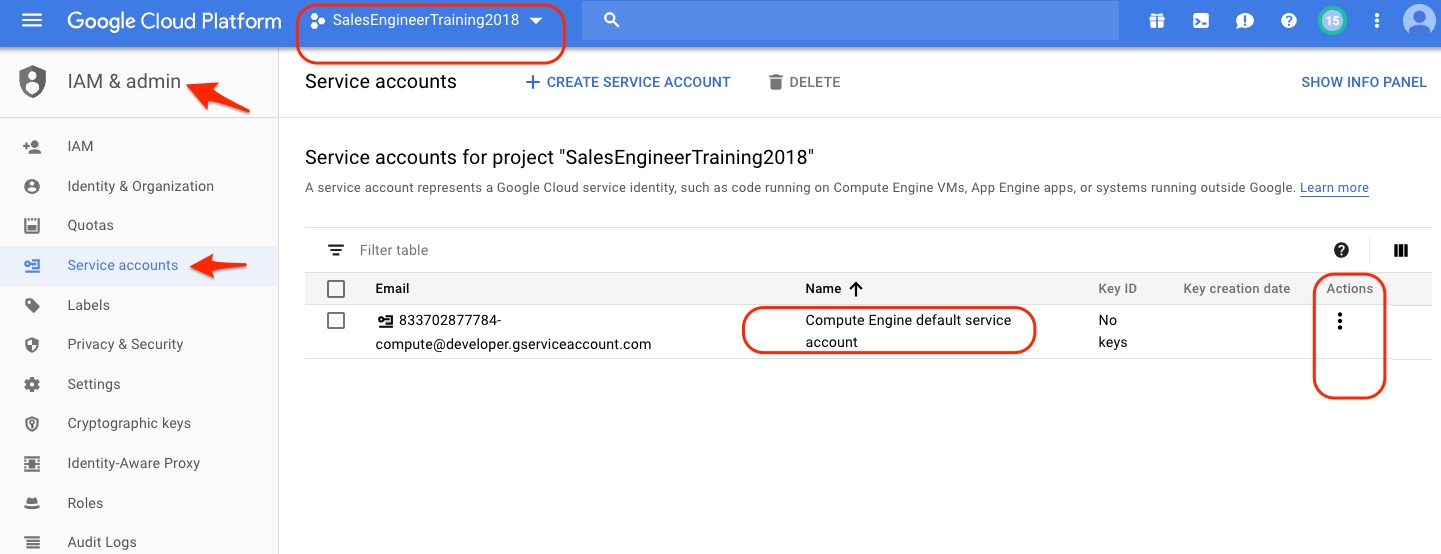 Google Cloud Platform
SalesEngineerTraining2018
15
IAM & admin
Service accounts
CREATE SERVICE ACCOUNT
DELETE
SHOW INFO PANEL
IAM
Identity & Organization
Quotas
Service accounts
Labels
Privacy & Security
Settings
Cryptographic keys
Identity-Aware Proxy
Roles
Audit Logs
Service accounts for project "SalesEngineerTraining2018"
A service account represents a Google Cloud service identity, such as code running on Compute Engine VMs, App Engine apps, or systems running outside Google. Learn more
Filter table
Email Name Key ID Key creation date Actions
833702877784- Compute Engine default service No
compute@developer.gserviceaccount.com account keys